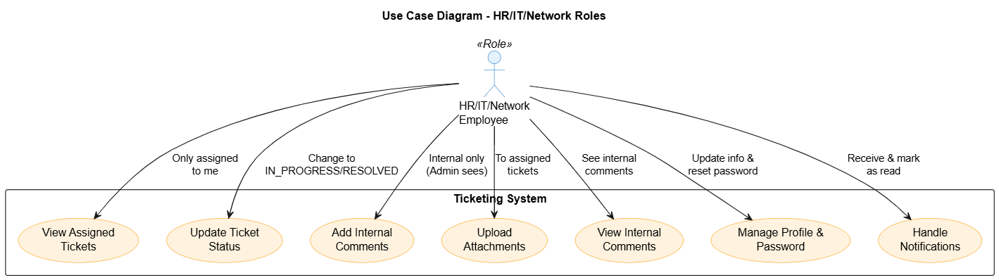 Use Case Diagram - HR/IT/Network Roles
«Role»
HR/IT/Network
Employee
Only assigned
to me
Change to
IN_PROGRESS/RESOLVED
Internal only
(Admin sees)
To assigned
tickets
See internal
comments
Update info &
reset password
Receive & mark
as read
Ticketing System
View Assigned
Tickets
Update Ticket
Status
Add Internal
Comments
Upload
Attachments
View Internal
Comments
Manage Profile &
Password
Handle
Notifications